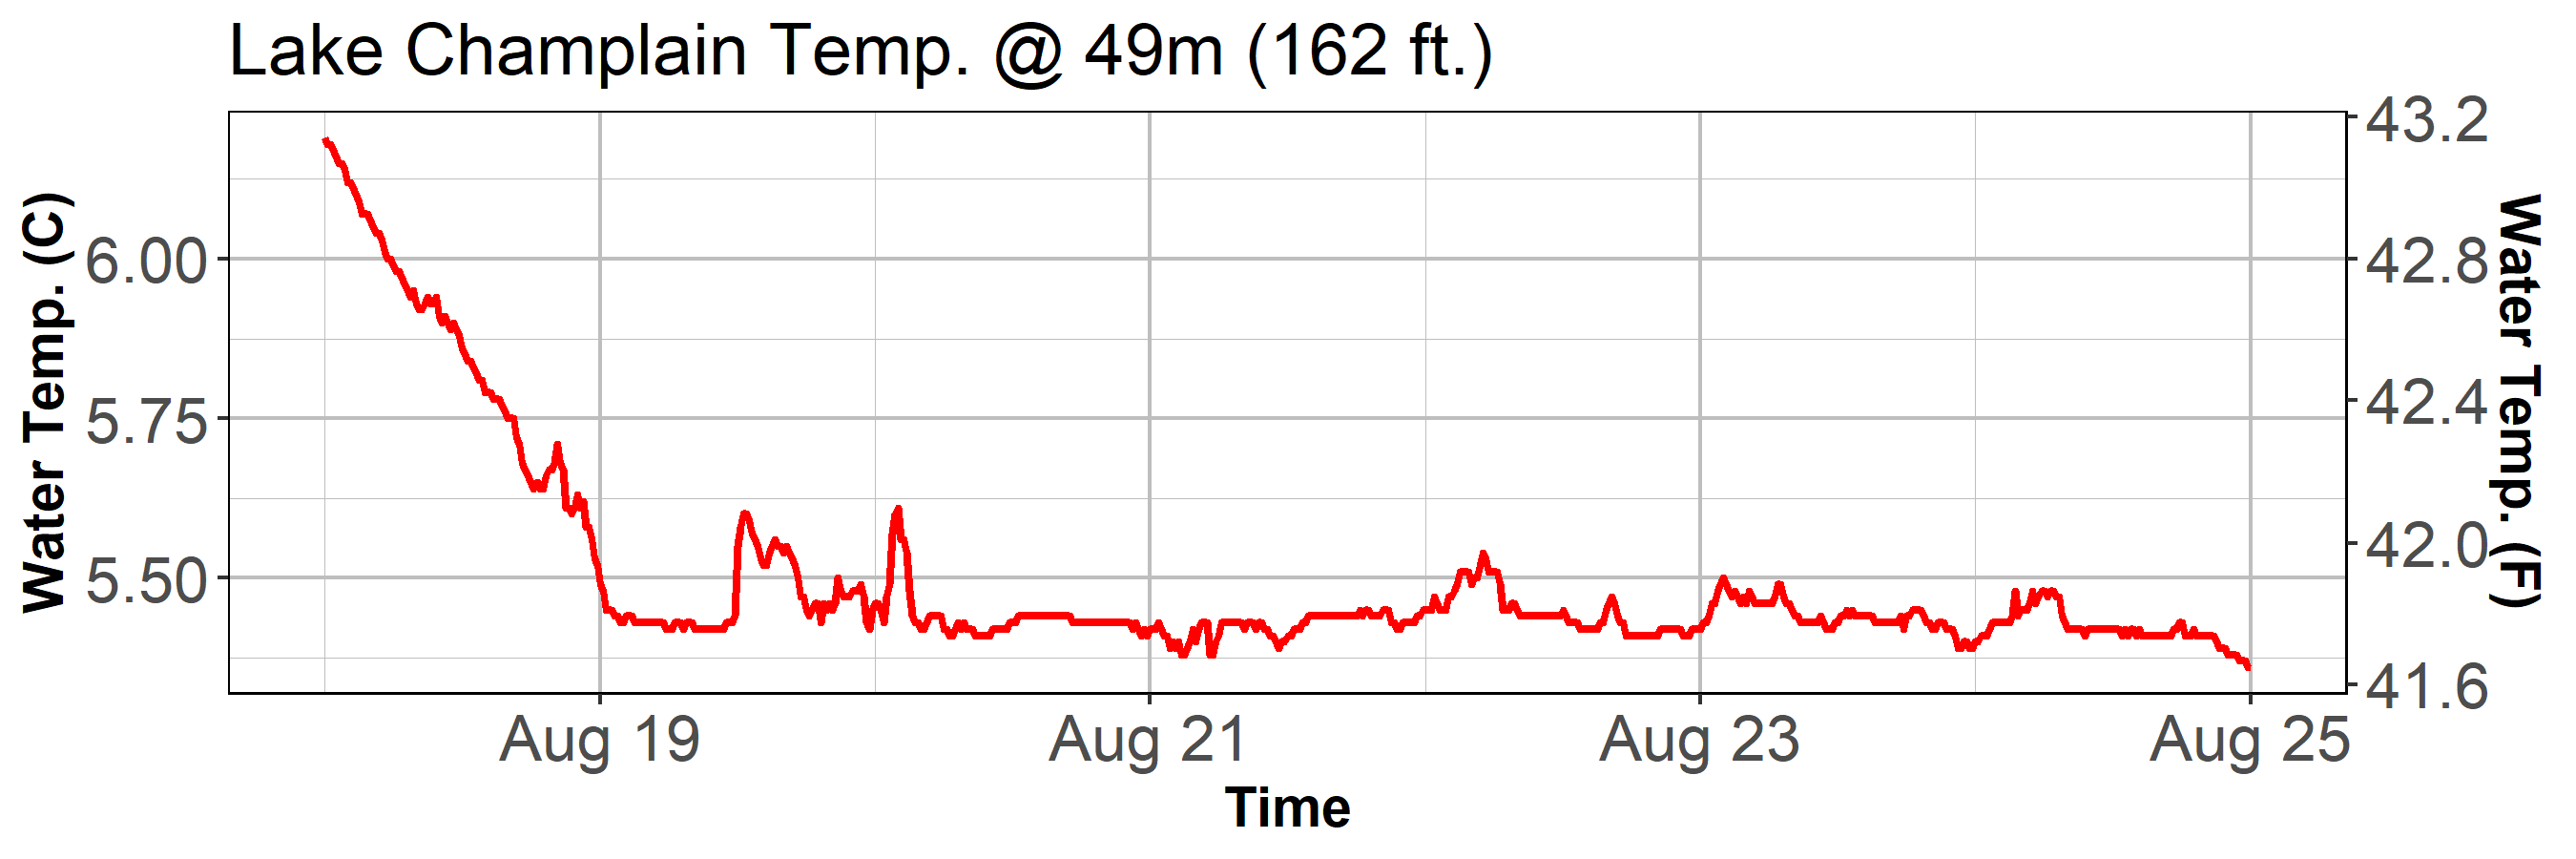 Lake Champlain Temp. @ 49m (162 ft.)
Water Temp. (C)
6.00
5.75
5.50
43.2
42.8
42.4
42.0
41.6
Water Temp. (F)
Aug 19
Aug 21
Aug 23
Aug 25
Time